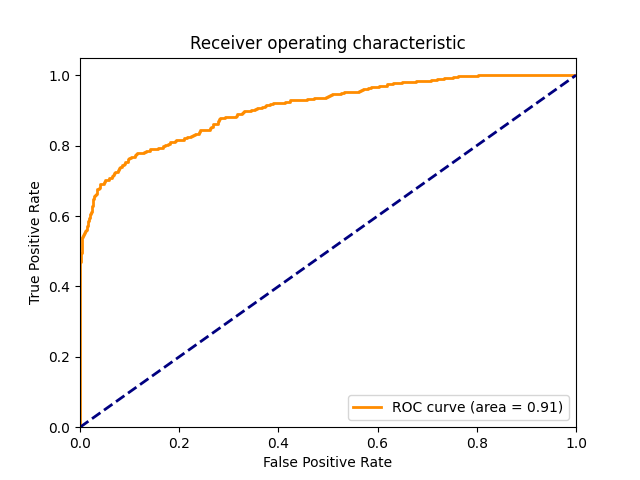 Receiver operating characteristic
1.0
0.8
0.6
0.4
0.2
0.0
True Positive Rate
ROC curve (area = 0.91)
0.0 0.2 0.4 0.6 0.8 1.0
False Positive Rate